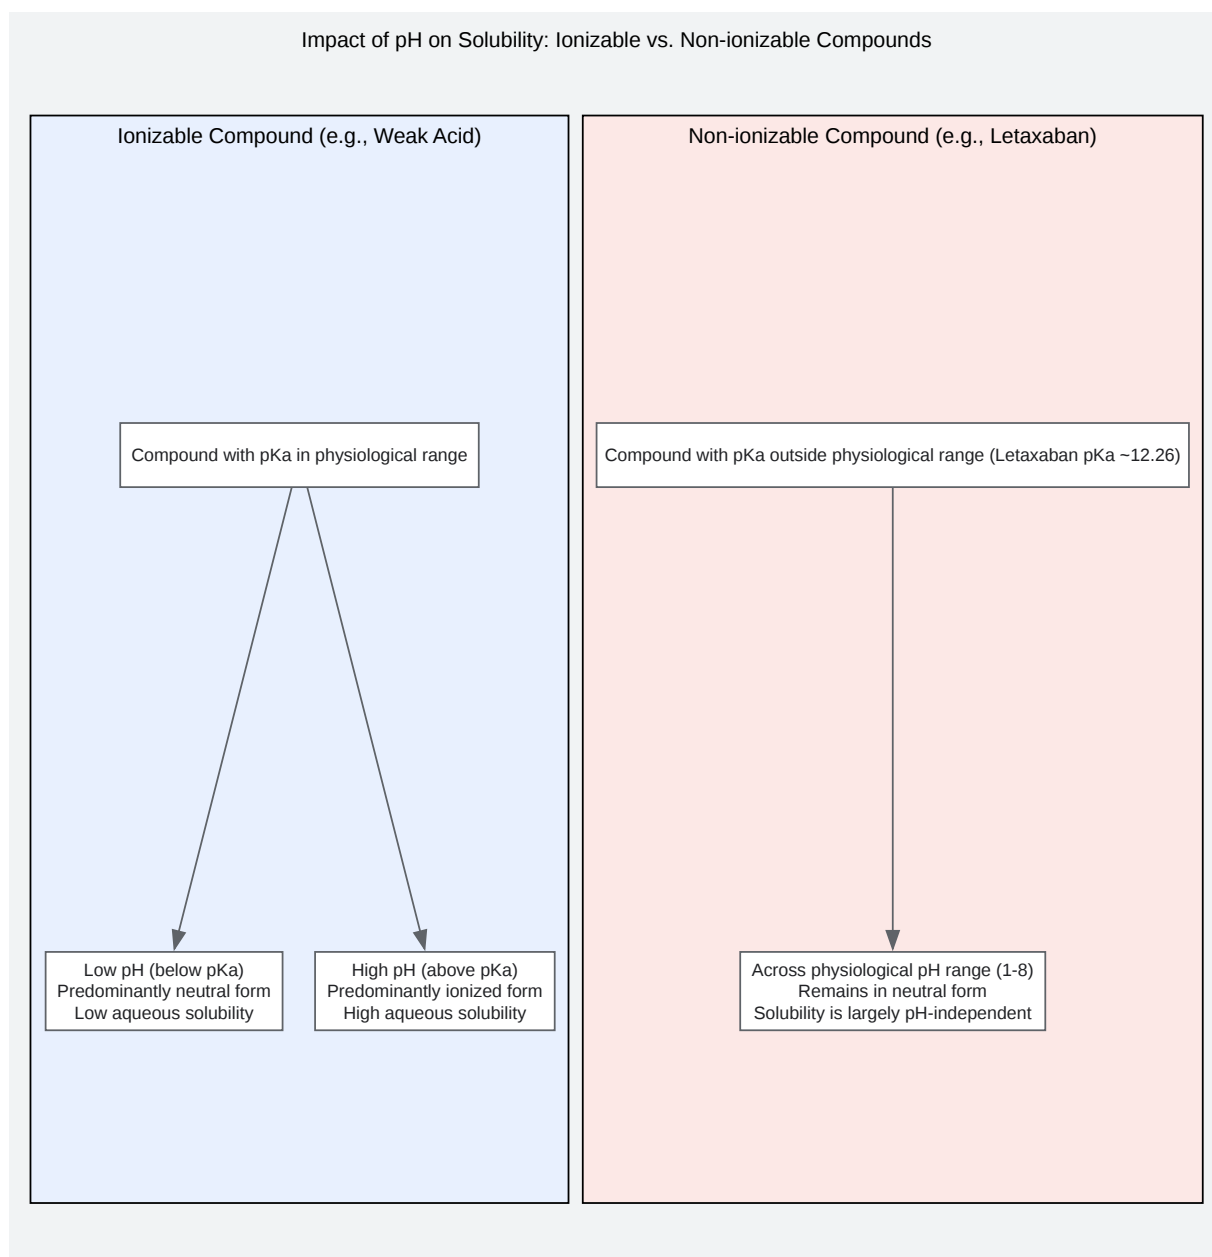 Impact of pH on Solubility: Ionizable vs. Non-ionizable Compounds
Ionizable Compound (e.g., Weak Acid)
Compound with pKa in physiological range
Low pH (below pKa)
Predominantly neutral form
Low aqueous solubility
High pH (above pKa)
Predominantly ionized form
High aqueous solubility
Non-ionizable Compound (e.g., Letaxaban)
Compound with pKa outside physiological range (Letaxaban pKa ~12.26)
Across physiological pH range (1-8)
Remains in neutral form
Solubility is largely pH-independent